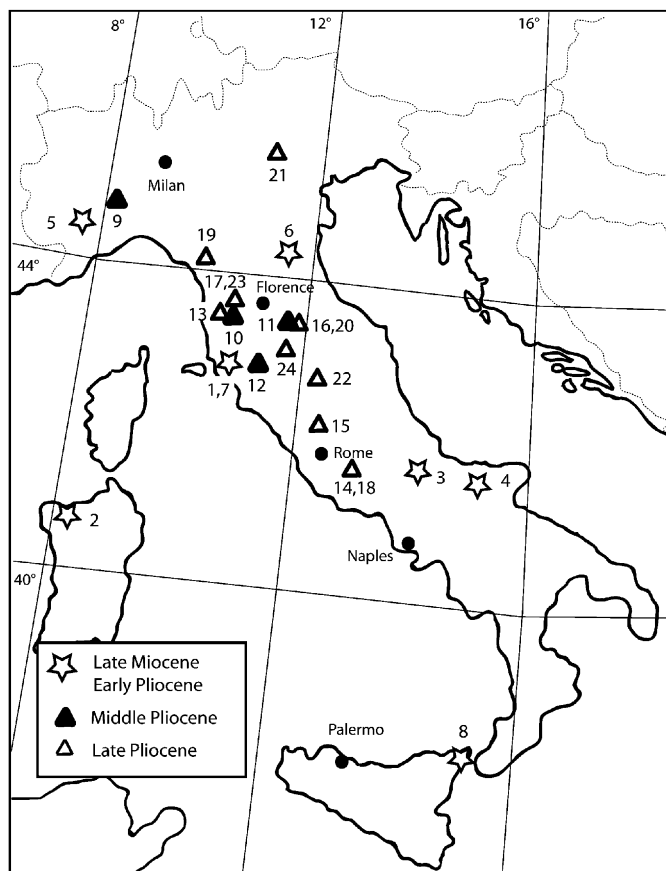 8°
12°
16°
Milan
21
5
9
6
19
44°
17,23
Florence
13
10
11
16,20
1,7
12
24
22
15
Rome
14,18
3
4
2
Naples
40°
Late Miocene
Early Pliocene
Middle Pliocene
Late Pliocene
Palermo
8